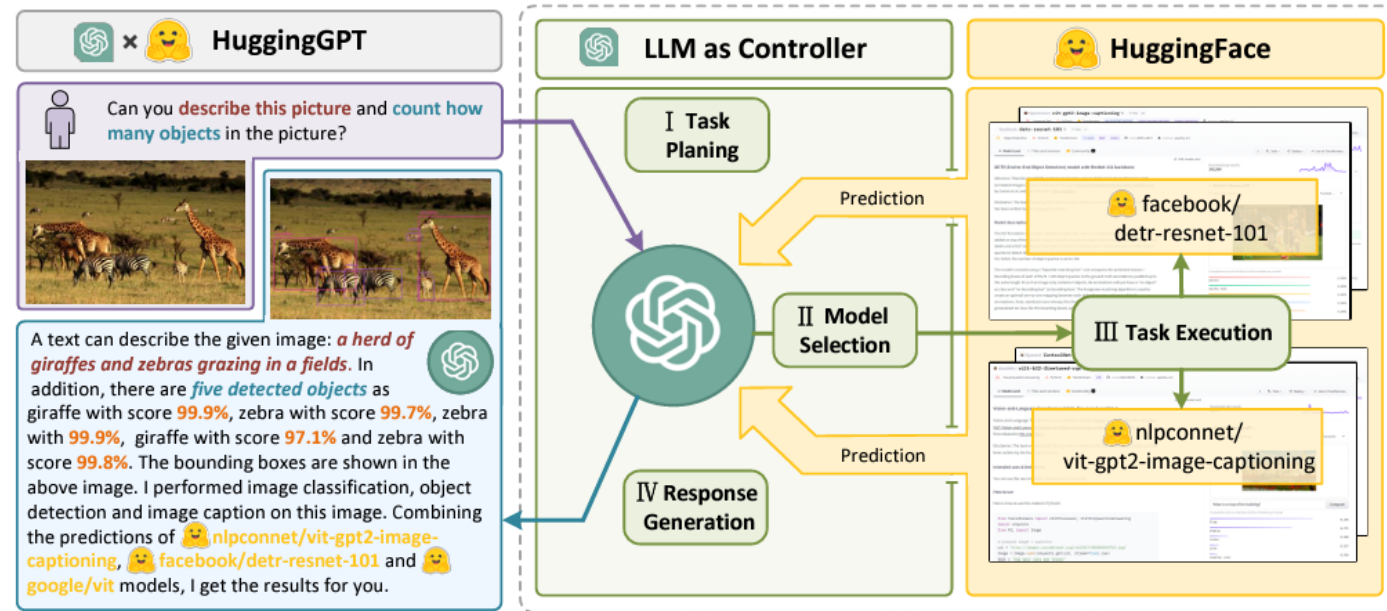 HuggingGPT
Can you describe this picture and count how
many objects in the picture?
A text can describe the given image: a herd of
giraffes and zebras grazing in a fields. In
addition, there are five detected objects as
giraffe with score 99.9%, zebra with score 99.7%, zebra
with 99.9%, giraffe with score 97.1% and zebra with
score 99.8%. The bounding boxes are shown in the
above image. I performed image classification, object
detection and image caption on this image. Combining
the predictions of nlpconnet/vit-gpt2-image-
captioning, facebook/detr-resnet-101 and
google/vit models, I get the results for you.
LLM as Controller
I Task
Planing
Prediction
II Model
Selection
Prediction
IV Response
Generation
HuggingFace
facebook/
detr-resnet-101
III Task Execution
nlpconnet/
vit-gpt2-image-captioning